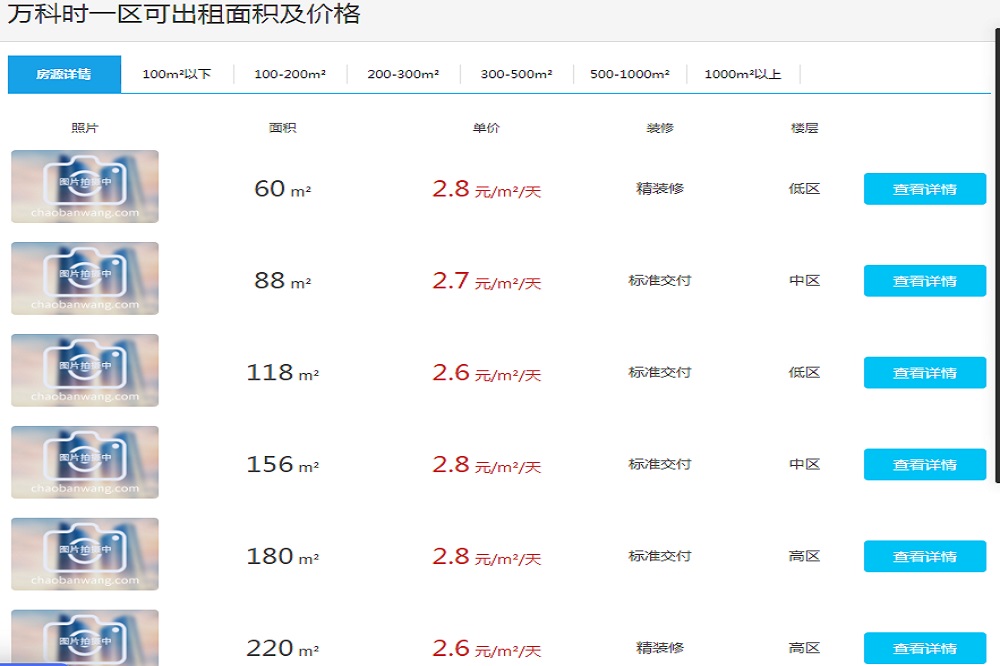 万科时一区可出租面积及价格
房源详情 100m²以下 100-200m² 200-300m² 300-500m² 500-1000m² 1000m²以上
照片 面积 单价 装修 楼层
图片拍摄中
chaobanwang.com
60 m² 2.8 元/m²/天 精装修 低区 查看详情
图片拍摄中
chaobanwang.com
88 m² 2.7 元/m²/天 标准交付 中区 查看详情
图片拍摄中
chaobanwang.com
118 m² 2.6 元/m²/天 标准交付 低区 查看详情
图片拍摄中
chaobanwang.com
156 m² 2.8 元/m²/天 标准交付 中区 查看详情
图片拍摄中
chaobanwang.com
180 m² 2.8 元/m²/天 标准交付 高区 查看详情
图片拍摄中
220 m² 2.6 元/m²/天 精装修 高区 查看详情